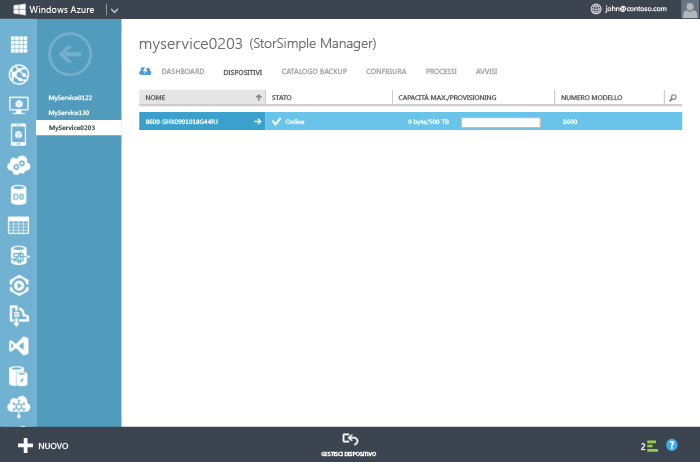 Windows Azure
john@contoso.com
MyService0122
MyService130
MyService0203
myservice0203 (StorSimple Manager)
DASHBOARD DISPOSITIVI CATALOGO BACKUP CONFIGURA PROCESSI AVVISI
NOME STATO CAPACITÀ MAX./PROVISIONING NUMERO MODELLO
8600-SHX0991018G44RJ Online 0 byte/500 TB 8600
DB
NUOVO
GESTISCI DISPOSITIVO
2
?